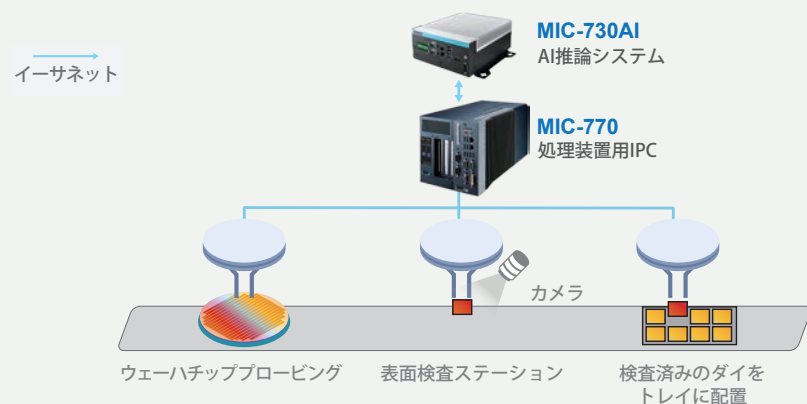 MIC-730AI
AI推論システム
イーサネット
MIC-770
処理装置用IPC
カメラ
ウェーハチッププロービング
表面検査ステーション
検査済みのダイを
トレイに配置